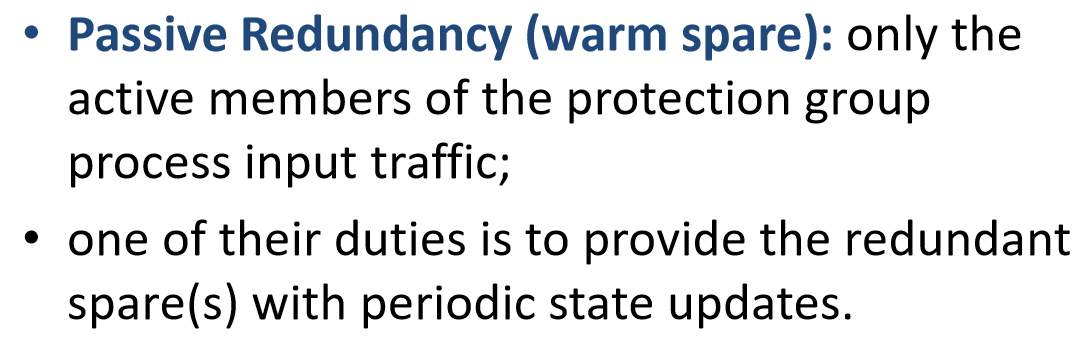 • Passive Redundancy (warm spare): only the
active members of the protection group
process input traffic;
• one of their duties is to provide the redundant
spare(s) with periodic state updates.